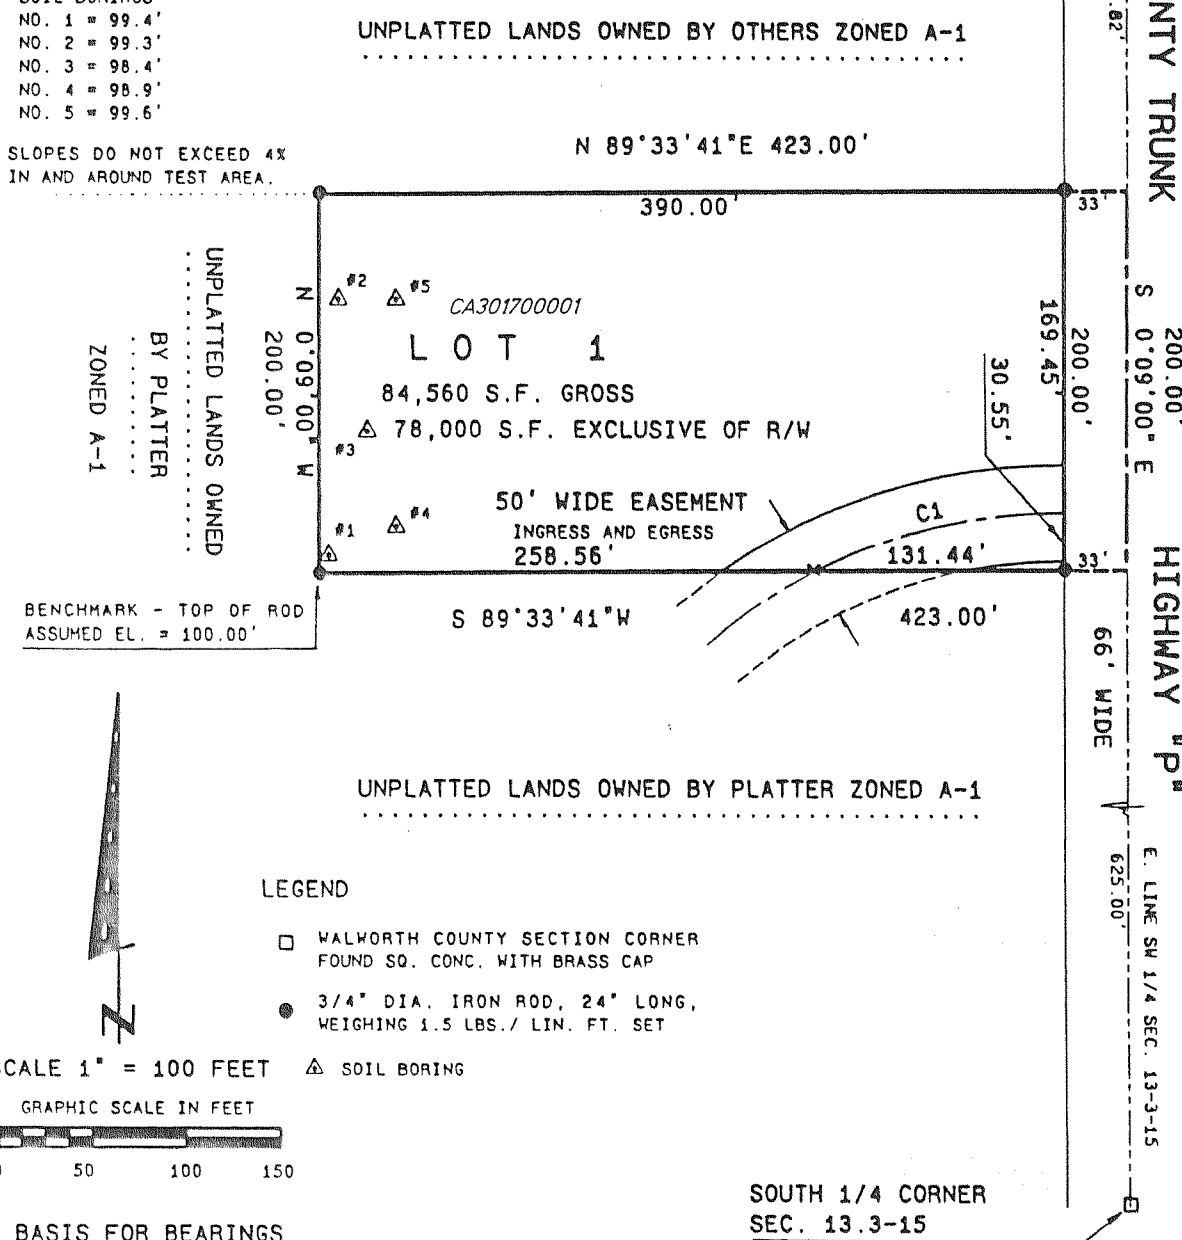 NO. 1 = 99.4'
NO. 2 = 99.3'
NO. 3 = 98.4'
NO. 4 = 98.9'
NO. 5 = 99.6'
SLOPES DO NOT EXCEED 4%
IN AND AROUND TEST AREA.
UNPLATTED LANDS OWNED BY OTHERS ZONED A-1
.82'
NTY TRUNK
N 89°33'41"E 423.00'
390.00'
33'
UNPLATTED LANDS OWNED
BY PLATTER
ZONED A-1
N 0°09'00" W
200.00'
#2
#5
CA301700001
LOT 1
84,560 S.F. GROSS
78,000 S.F. EXCLUSIVE OF R/W
#3
#1
#4
50' WIDE EASEMENT
INGRESS AND EGRESS
258.56'
C1
131.44'
30.55'
169.45'
200.00'
S 0°09'00" E
200.00'
33'
BENCHMARK - TOP OF ROD
ASSUMED EL. = 100.00'
S 89°33'41"W
423.00'
66' WIDE
HIGHWAY "P"
UNPLATTED LANDS OWNED BY PLATTER ZONED A-1
E. LINE SW 1/4 SEC. 13-3-15
625.00'
LEGEND
WALWORTH COUNTY SECTION CORNER
FOUND SQ. CONC. WITH BRASS CAP
3/4" DIA. IRON ROD, 24" LONG,
WEIGHING 1.5 LBS./ LIN. FT. SET
SOIL BORING
N
CALE 1" = 100 FEET
GRAPHIC SCALE IN FEET
50 100 150
BASIS FOR BEARINGS
SOUTH 1/4 CORNER
SEC. 13.3-15